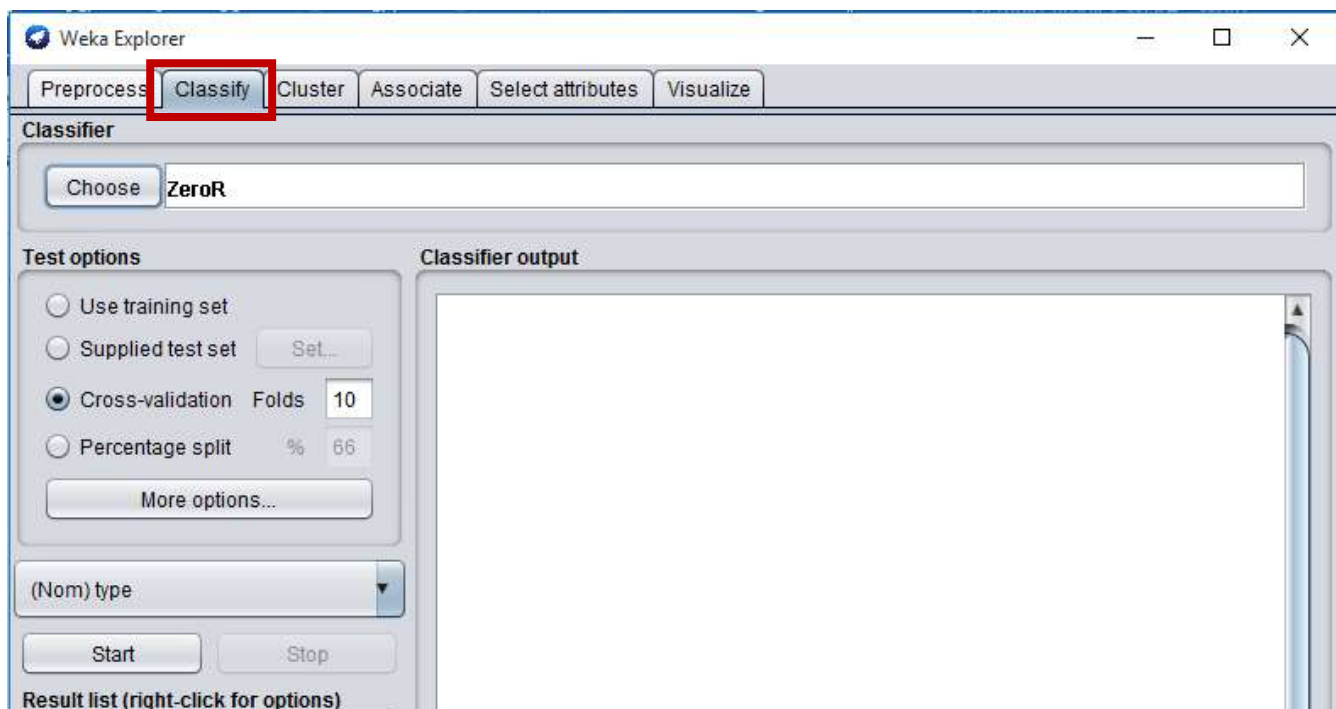 Weka Explorer
Preprocess Classify Cluster Associate Select attributes Visualize
Classifier
Choose ZeroR
Test options
Classifier output
Use training set
Supplied test set Set...
Cross-validation Folds 10
Percentage split % 66
More options...
(Nom) type
Start Stop
Result list (right-click for options)